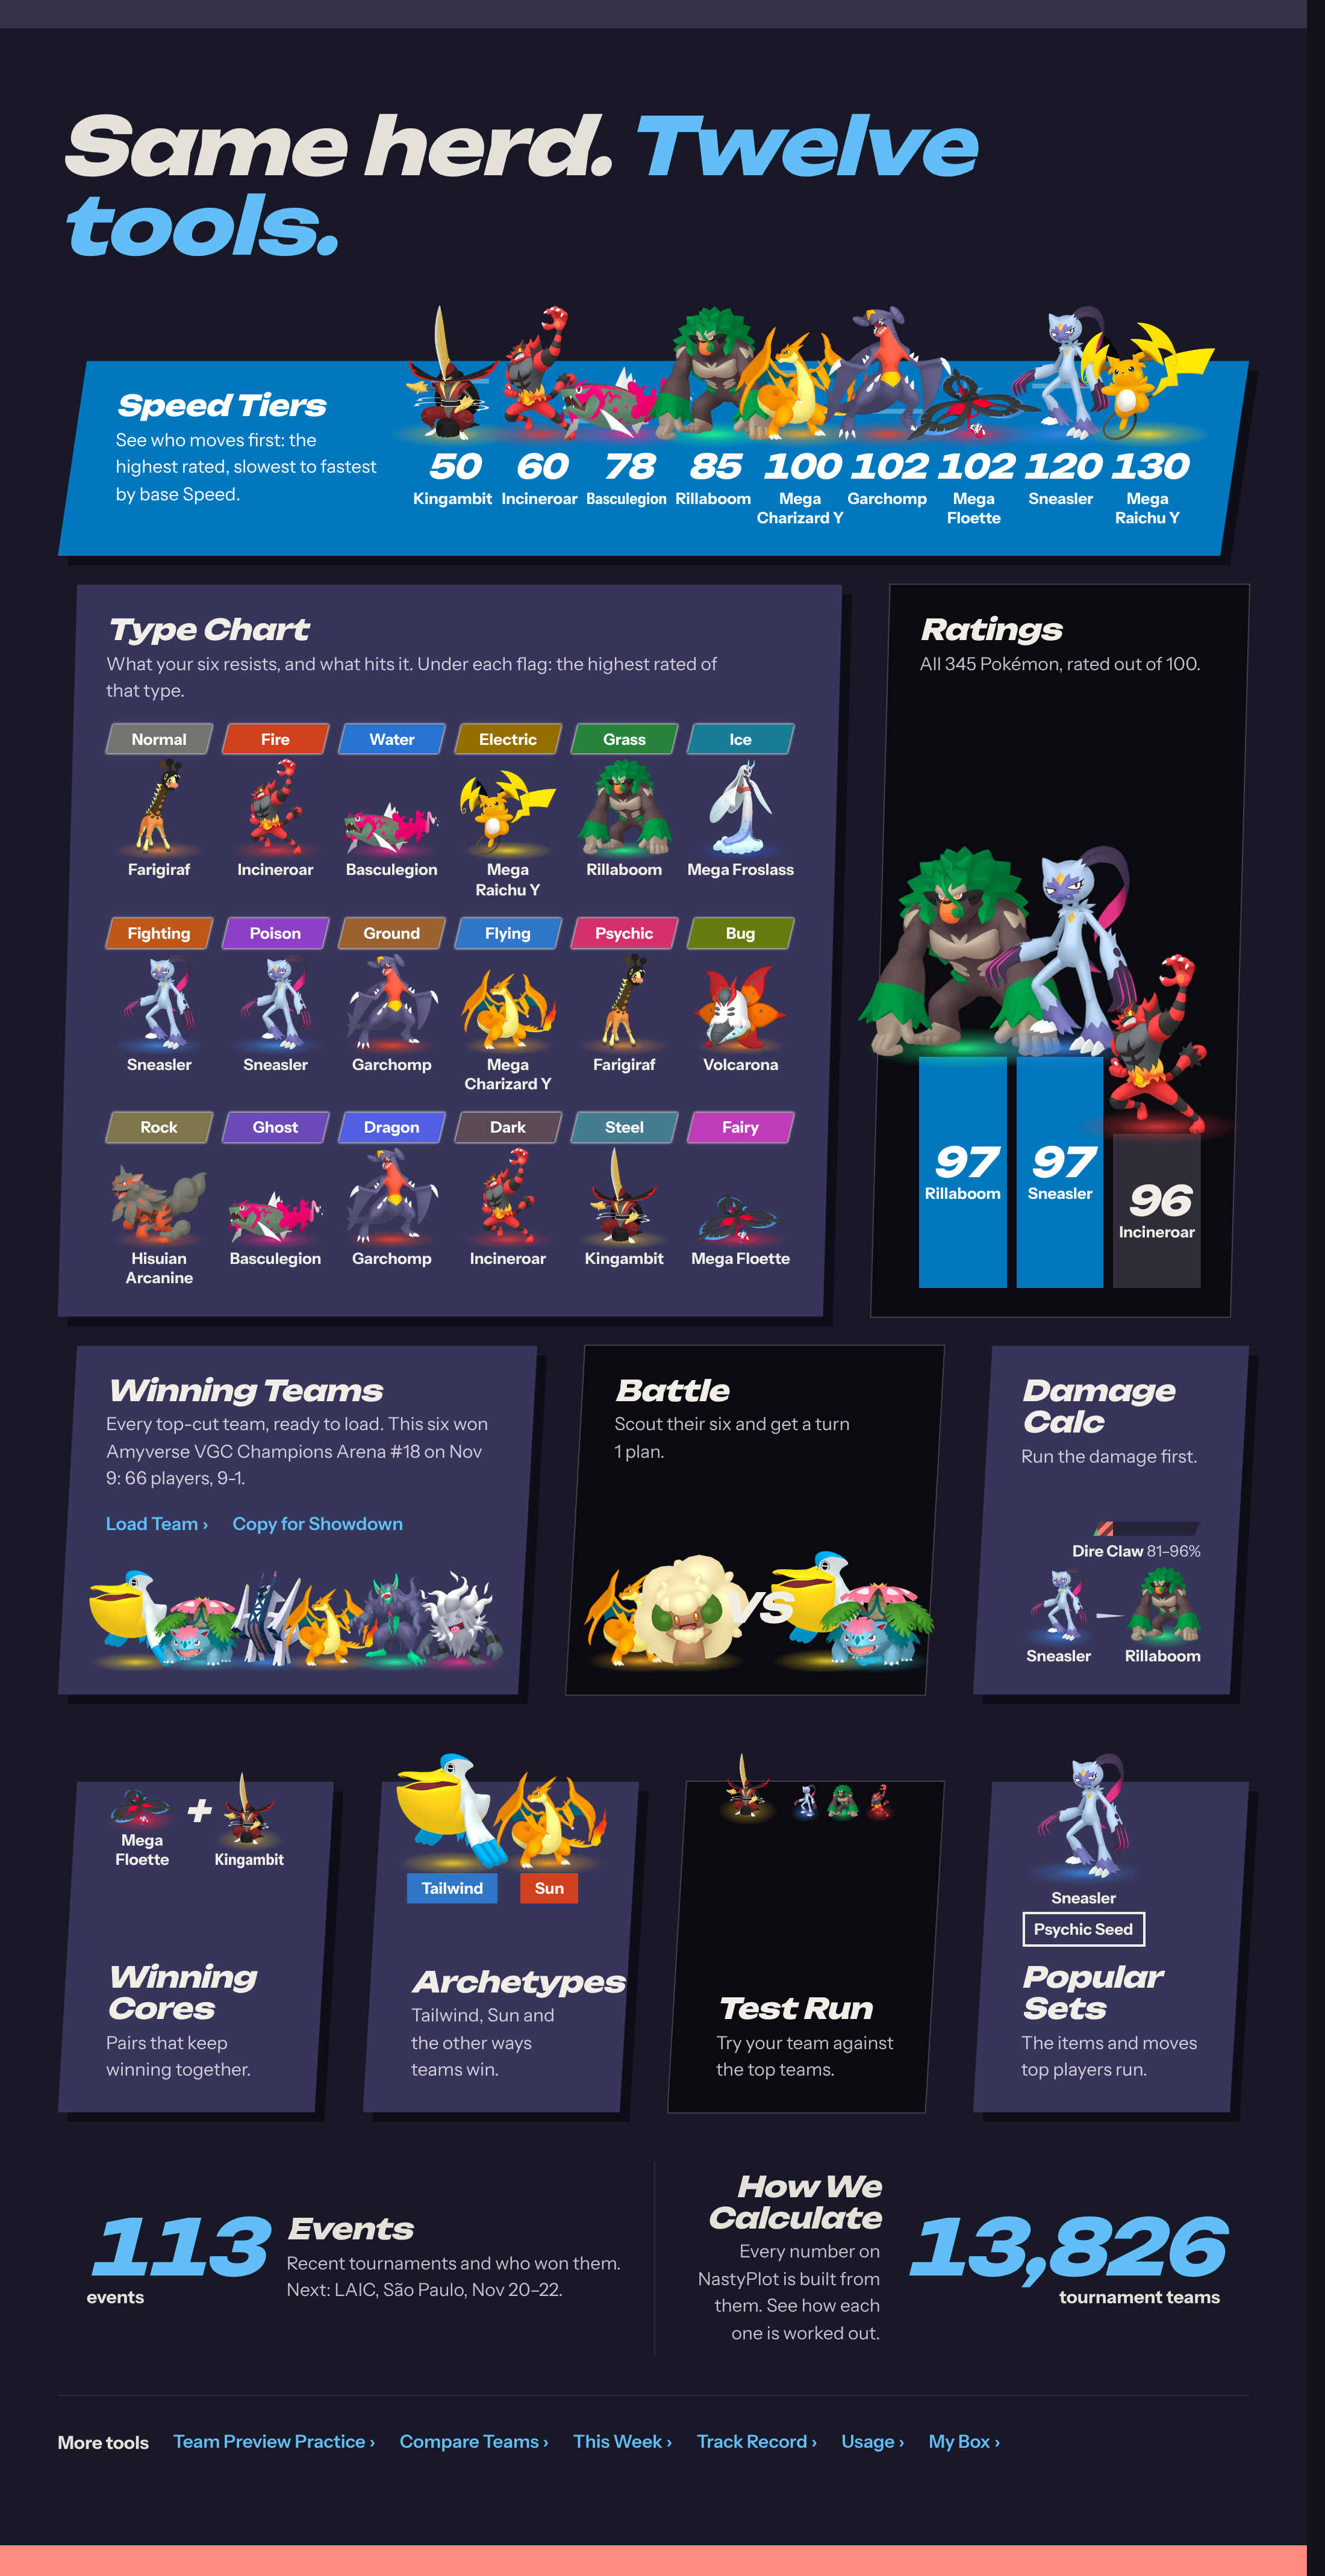 Same herd. Twelve
tools.
Speed Tiers
See who moves first: the
highest rated, slowest to fastest
by base Speed.
50 60 78 85 100 102 102 120 130
Kingambit Incineroar Basculegion Rillaboom Mega Charizard Y Garchomp Mega Floette Sneasler Mega Raichu Y
Type Chart
What your six resists, and what hits it. Under each flag: the highest rated of
that type.
Normal Fire Water Electric Grass Ice
Farigiraf Incineroar Basculegion Mega Raichu Y Rillaboom Mega Froslass
Fighting Poison Ground Flying Psychic Bug
Sneasler Sneasler Garchomp Mega Charizard Y Farigiraf Volcarona
Rock Ghost Dragon Dark Steel Fairy
Hisuian Arcanine Basculegion Garchomp Incineroar Kingambit Mega Floette
Ratings
All 345 Pokémon, rated out of 100.
97
Rillaboom
97
Sneasler
96
Incineroar
Winning Teams
Every top-cut team, ready to load. This six won
Amyverse VGC Champions Arena #18 on Nov
9: 66 players, 9-1.
Load Team › Copy for Showdown
Battle
Scout their six and get a turn
1 plan.
VS
Damage
Calc
Run the damage first.
Dire Claw 81–96%
Sneasler Rillaboom
Mega
Floette
+
Kingambit
Winning
Cores
Pairs that keep
winning together.
Tailwind Sun
Archetypes
Tailwind, Sun and
the other ways
teams win.
Test Run
Try your team against
the top teams.
Sneasler
Psychic Seed
Popular
Sets
The items and moves
top players run.
113
events
Events
Recent tournaments and who won them.
Next: LAIC, São Paulo, Nov 20–22.
How We
Calculate
Every number on
NastyPlot is built from
them. See how each
one is worked out.
13,826
tournament teams
More tools Team Preview Practice › Compare Teams › This Week › Track Record › Usage › My Box ›